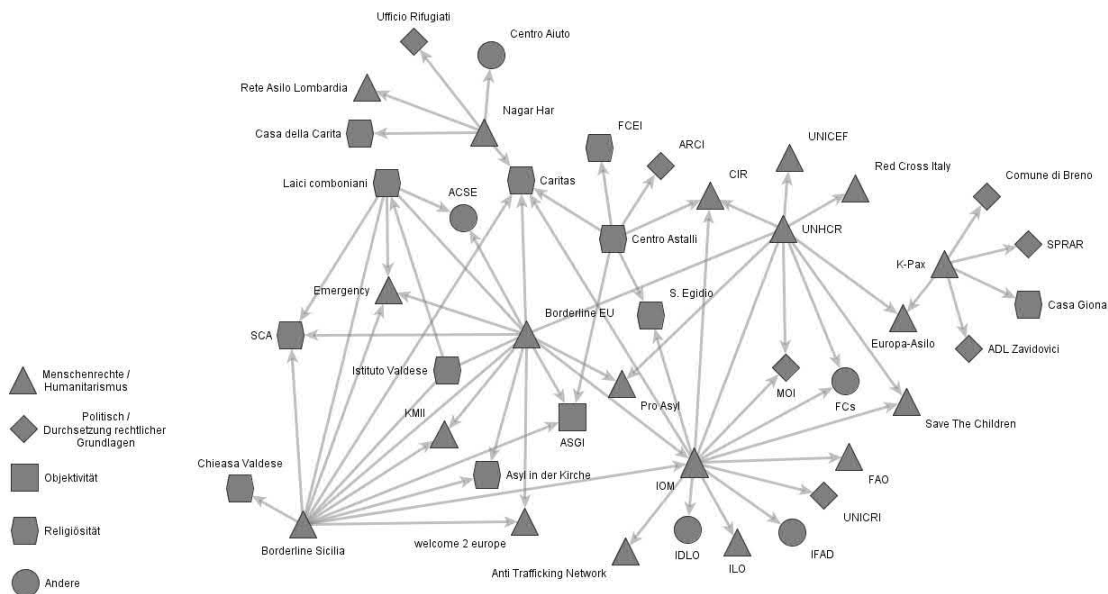 Ufficio Rifugiati
Centro Aiuto
Rete Asilo Lombardia
Nagar Har
Casa della Carita
FCEI
ARCI
UNICEF
Red Cross Italy
CIR
Comune di Breno
Laici comboniani
ACSE
Caritas
Centro Astalli
UNHCR
SPRAR
K-Pax
Emergency
S. Egidio
Casa Giona
Borderline EU
SCA
Europa-Asilo
ADL Zavidovici
Menschenrechte /
Humanitarismus
Istituto Valdese
Pro Asyl
MOI
FCs
Save The Children
Politisch /
Durchsetzung rechtlicher
Grundlagen
KMII
ASGI
Chieasa Valdese
Asyl in der Kirche
Objektivität
IOM
FAO
UNICRI
Religiösität
Borderline Sicilia
welcome 2 europe
IDLO
IFAD
ILO
Anti Trafficking Network
Andere